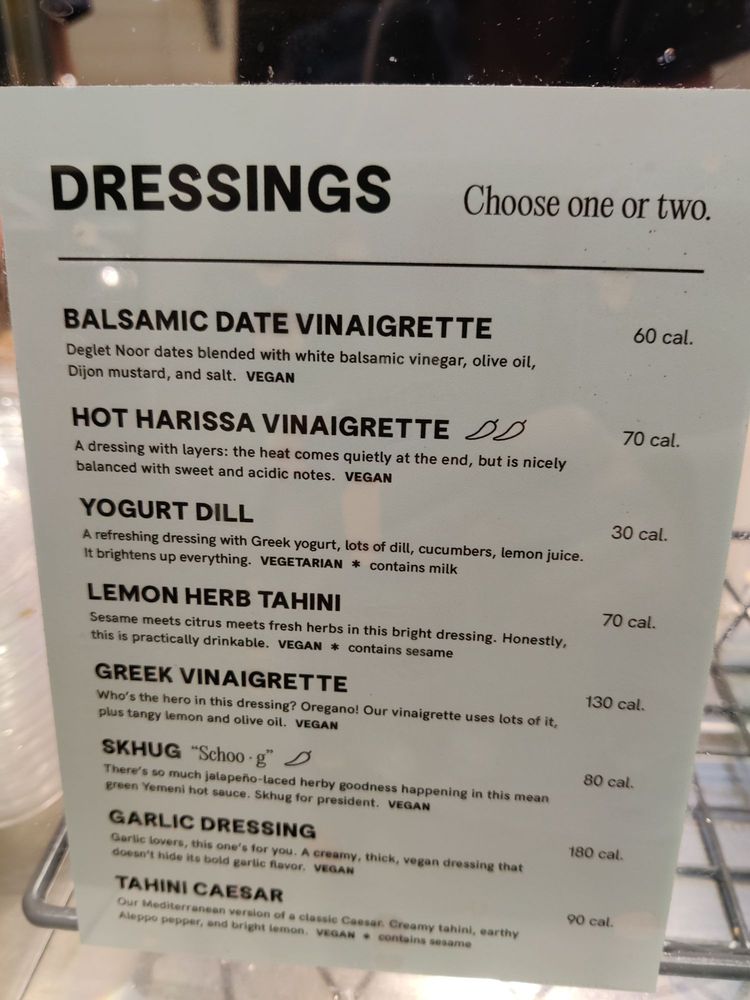 DRESSINGS Choose one or two.
BALSAMIC DATE VINAIGRETTE 60 cal.
Deglet Noor dates blended with white balsamic vinegar, olive oil,
Dijon mustard, and salt. VEGAN
HOT HARISSA VINAIGRETTE 70 cal.
A dressing with layers: the heat comes quietly at the end, but is nicely
balanced with sweet and acidic notes. VEGAN
YOGURT DILL 30 cal.
A refreshing dressing with Greek yogurt, lots of dill, cucumbers, lemon juice.
It brightens up everything. VEGETARIAN * contains milk
LEMON HERB TAHINI 70 cal.
Sesame meets citrus meets fresh herbs in this bright dressing. Honestly,
this is practically drinkable. VEGAN * contains sesame
GREEK VINAIGRETTE 130 cal.
Who's the hero in this dressing? Oregano! Our vinaigrette uses lots of it,
plus tangy lemon and olive oil. VEGAN
SKHUG "Schoo · g" 80 cal.
There's so much jalapeño-laced herby goodness happening in this mean
green Yemeni hot sauce. Skhug for president. VEGAN
GARLIC DRESSING 180 cal.
Garlic lovers, this one's for you. A creamy, thick, vegan dressing that
doesn't hide its bold garlic flavor. VEGAN
TAHINI CAESAR 90 cal.
Our Mediterranean version of a classic Caesar. Creamy tahini, earthy
Aleppo pepper, and bright lemon. VEGAN * contains sesame